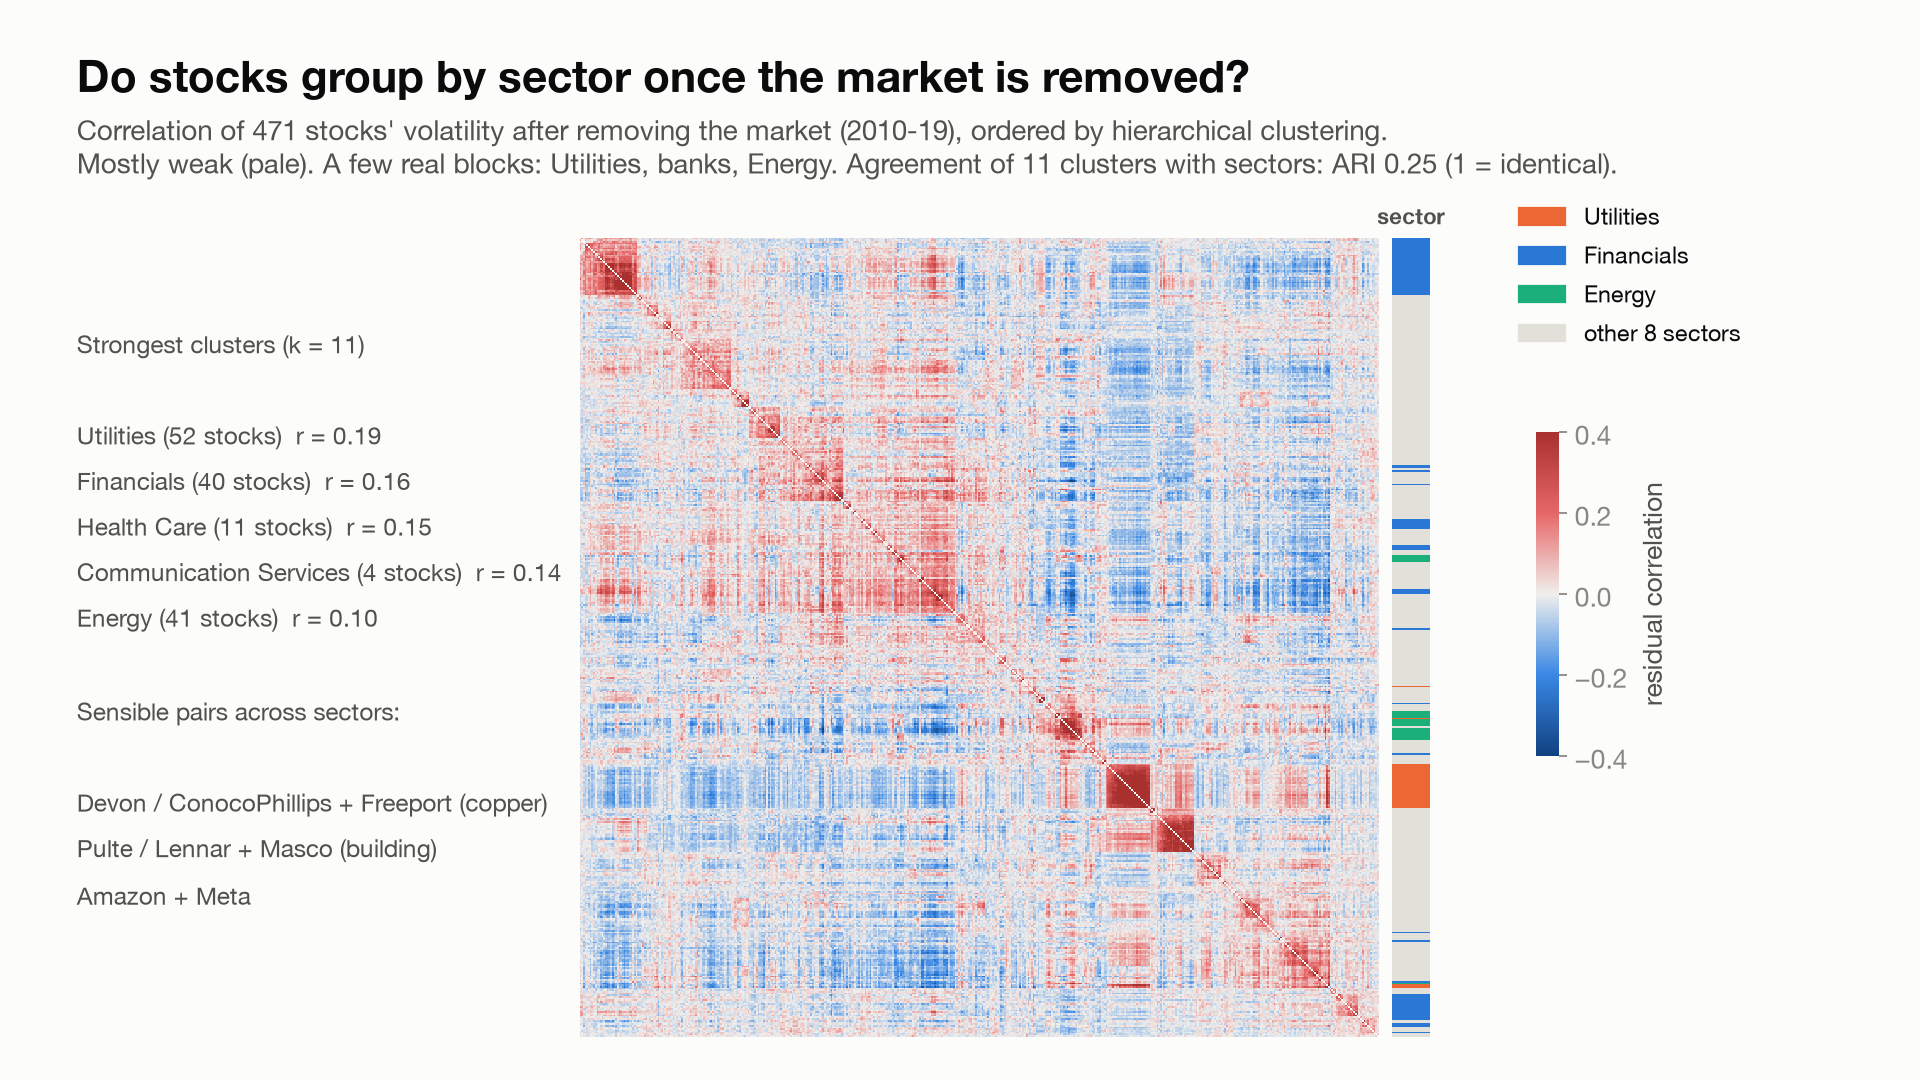 Do stocks group by sector once the market is removed?
Correlation of 471 stocks' volatility after removing the market (2010-19), ordered by hierarchical clustering.
Mostly weak (pale). A few real blocks: Utilities, banks, Energy. Agreement of 11 clusters with sectors: ARI 0.25 (1 = identical).
sector
Utilities
Financials
Energy
other 8 sectors
Strongest clusters (k = 11)
Utilities (52 stocks) r = 0.19
Financials (40 stocks) r = 0.16
Health Care (11 stocks) r = 0.15
Communication Services (4 stocks) r = 0.14
Energy (41 stocks) r = 0.10
Sensible pairs across sectors:
Devon / ConocoPhillips + Freeport (copper)
Pulte / Lennar + Masco (building)
Amazon + Meta
0.4
0.2
0.0
−0.2
−0.4
residual correlation